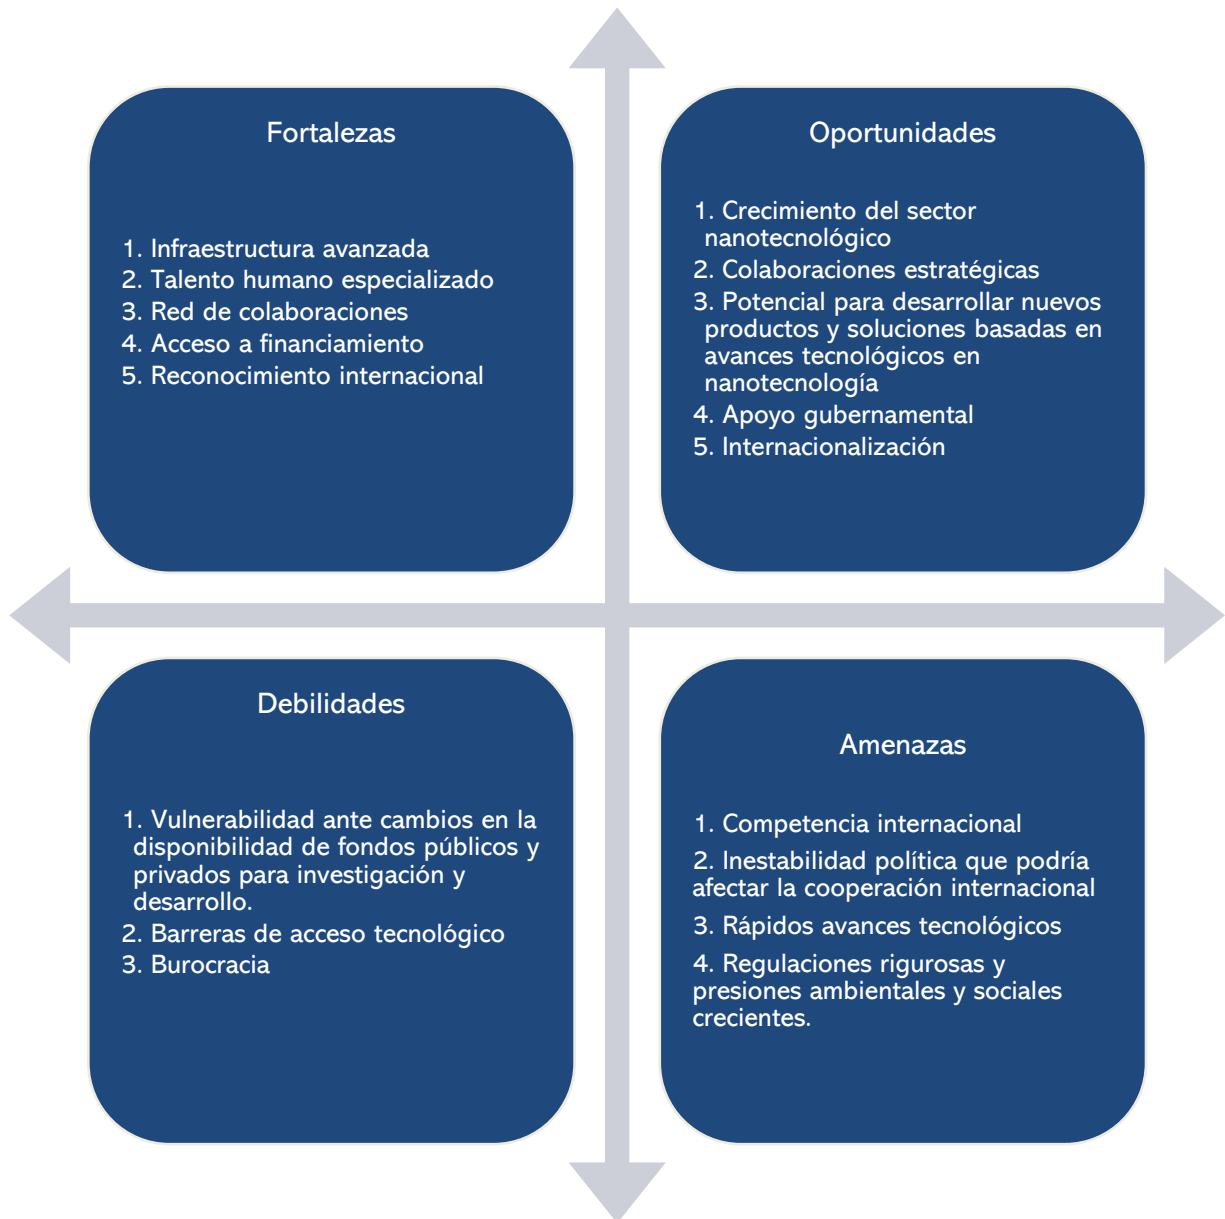 Fortalezas
1. Infraestructura avanzada
2. Talento humano especializado
3. Red de colaboraciones
4. Acceso a financiamiento
5. Reconocimiento internacional
Oportunidades
1. Crecimiento del sector
nanotecnológico
2. Colaboraciones estratégicas
3. Potencial para desarrollar nuevos
productos y soluciones basadas en
avances tecnológicos en
nanotecnología
4. Apoyo gubernamental
5. Internacionalización
Debilidades
1. Vulnerabilidad ante cambios en la
disponibilidad de fondos públicos y
privados para investigación y
desarrollo.
2. Barreras de acceso tecnológico
3. Burocracia
Amenazas
1. Competencia internacional
2. Inestabilidad política que podría
afectar la cooperación internacional
3. Rápidos avances tecnológicos
4. Regulaciones rigurosas y
presiones ambientales y sociales
crecientes.